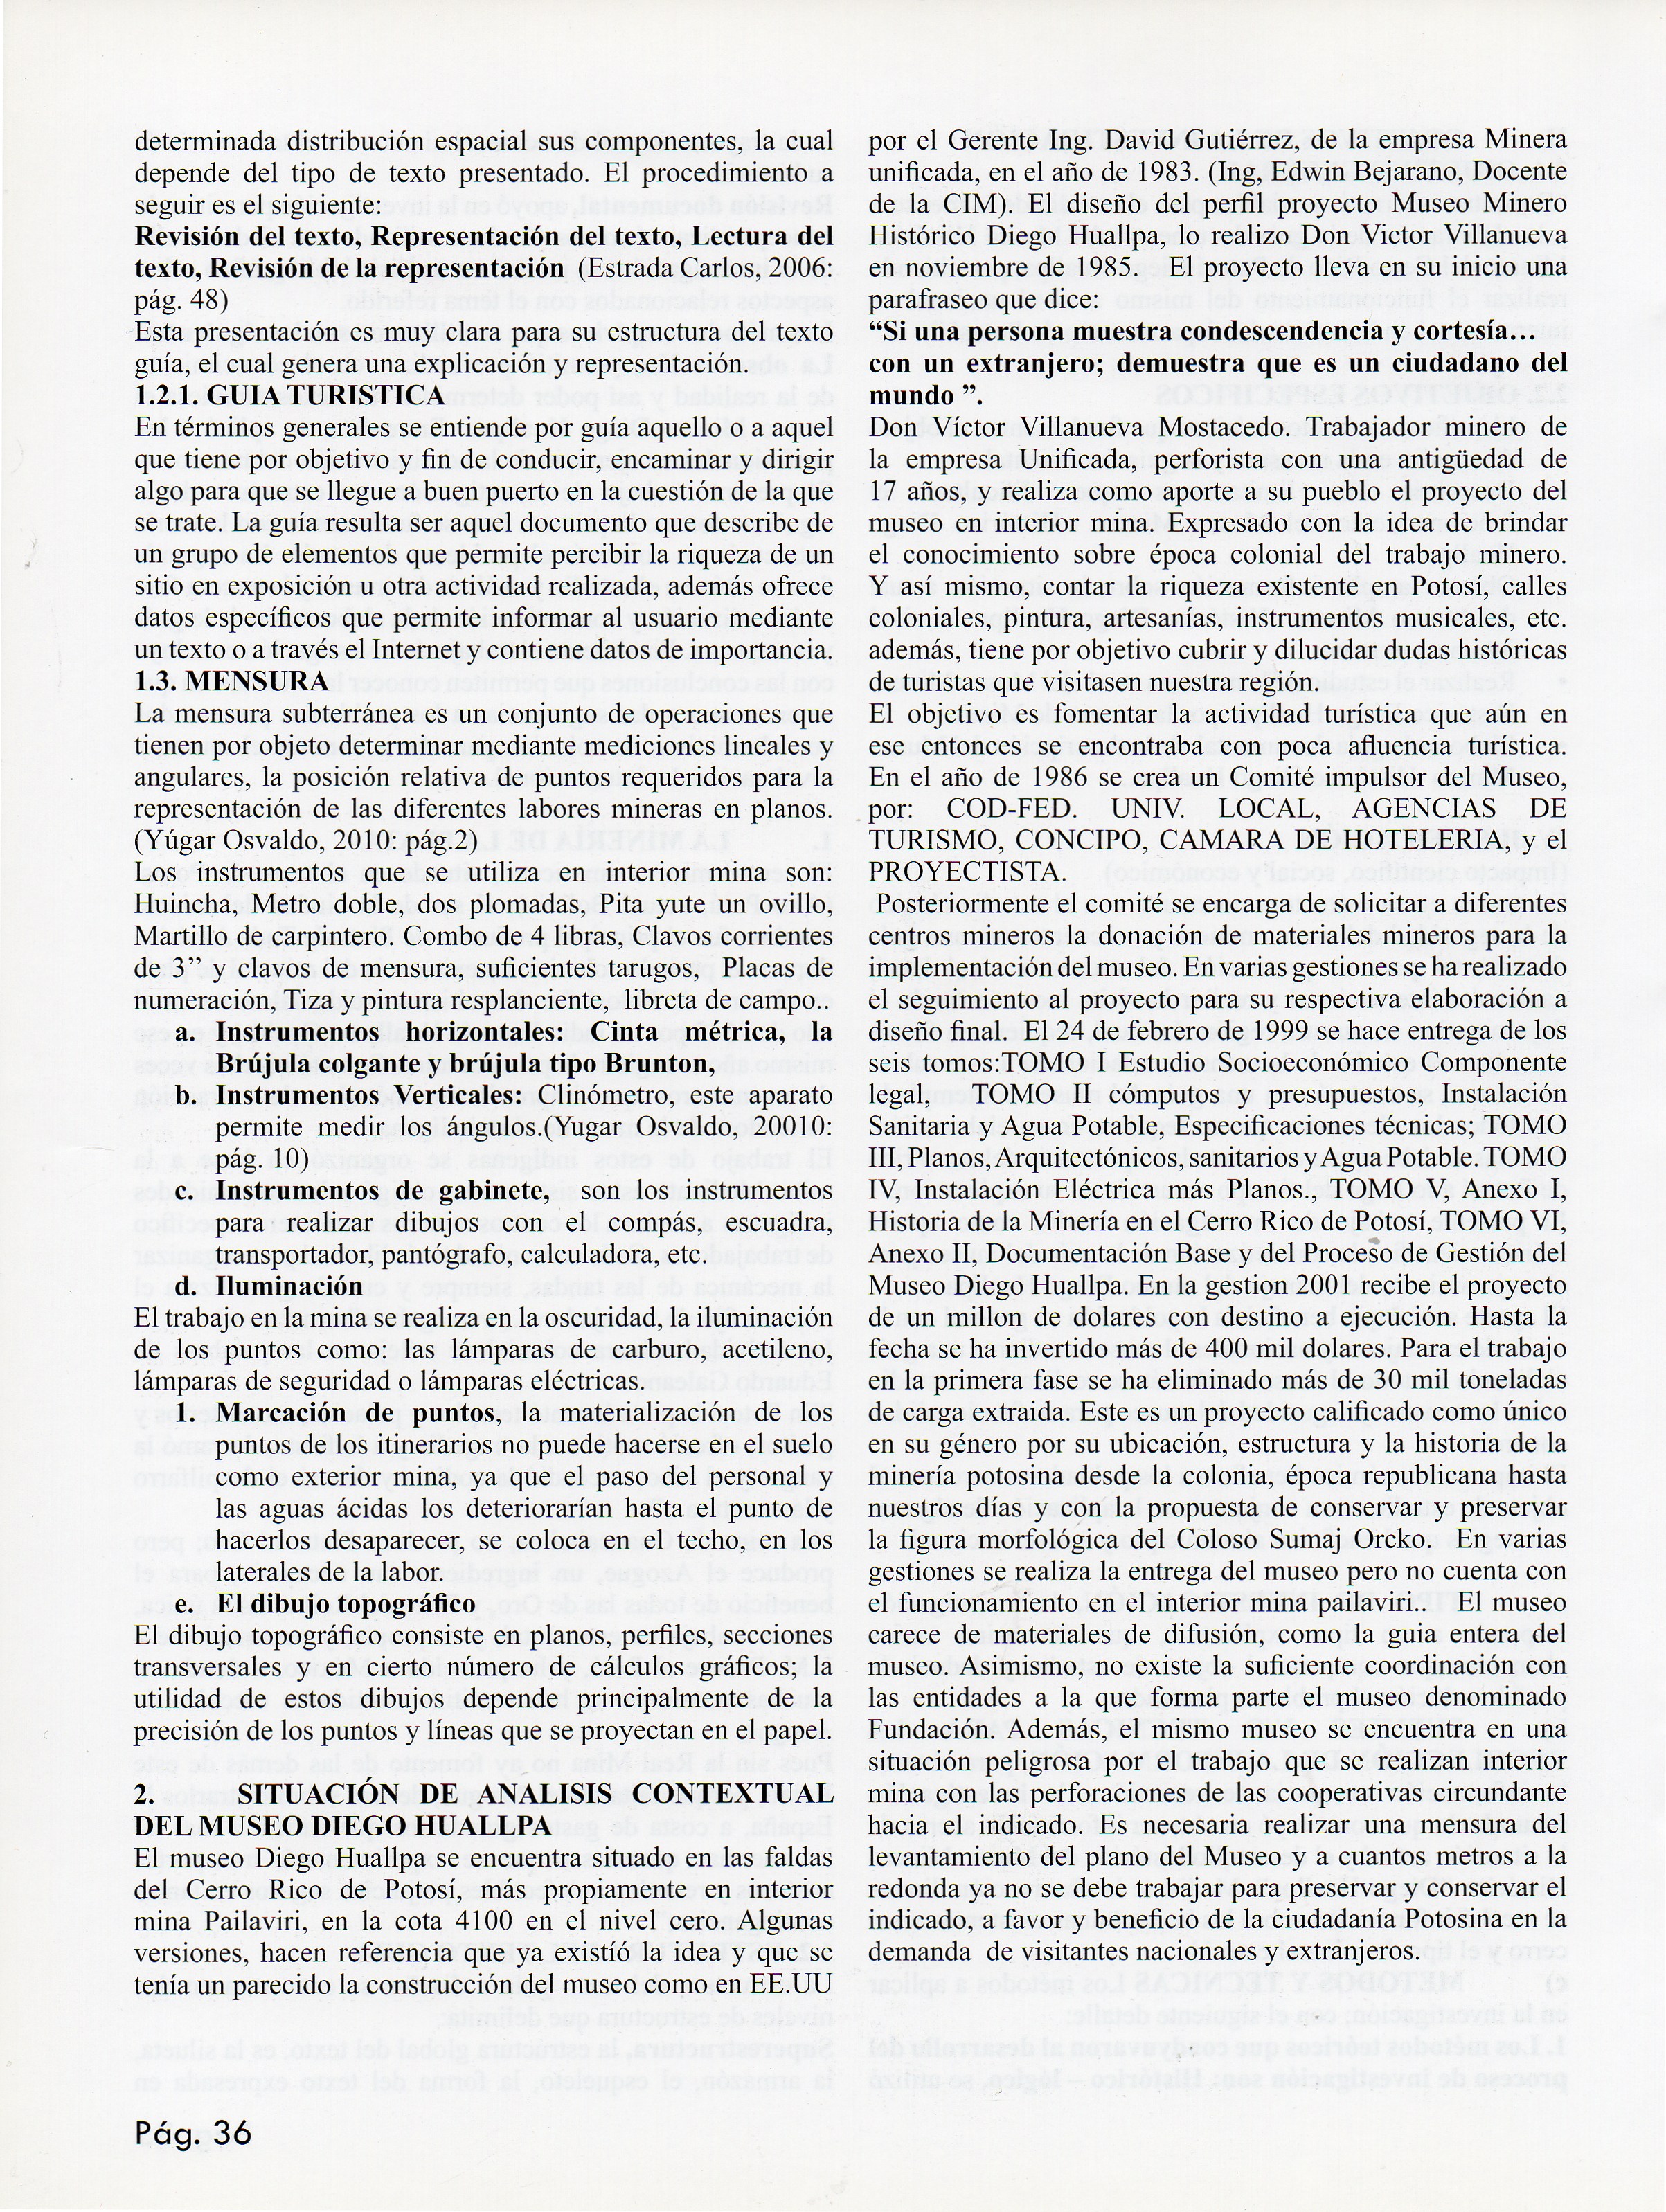 determinada distribución espacial sus componentes, la cual
depende del tipo de texto presentado. El procedimiento a
seguir es el siguiente:
Revisión del texto, Representación del texto, Lectura del
texto, Revisión de la representación (Estrada Carlos, 2006:
pág. 48)
Esta presentación es muy clara para su estructura del texto
guía, el cual genera una explicación y representación.
1.2.1. GUIA TURISTICA
En términos generales se entiende por guía aquello o a aquel
que tiene por objetivo y fin de conducir, encaminar y dirigir
algo para que se llegue a buen puerto en la cuestión de la que
se trate. La guía resulta ser aquel documento que describe de
un grupo de elementos que permite percibir la riqueza de un
sitio en exposición u otra actividad realizada, además ofrece
datos específicos que permite informar al usuario mediante
un texto o a través el Internet y contiene datos de importancia.
1.3. MENSURA
La mensura subterránea es un conjunto de operaciones que
tienen por objeto determinar mediante mediciones lineales y
angulares, la posición relativa de puntos requeridos para la
representación de las diferentes labores mineras en planos.
(Yúgar Osvaldo, 2010: pág.2)
Los instrumentos que se utiliza en interior mina son:
Huincha, Metro doble, dos plomadas, Pita yute un ovillo,
Martillo de carpintero. Combo de 4 libras, Clavos corrientes
de 3” y clavos de mensura, suficientes tarugos, Placas de
numeración, Tiza y pintura resplanciente, libreta de campo..
a. Instrumentos horizontales: Cinta métrica, la
Brújula colgante y brújula tipo Brunton,
b. Instrumentos Verticales: Clinómetro, este aparato
permite medir los ángulos.(Yugar Osvaldo, 20010:
pág. 10)
c. Instrumentos de gabinete, son los instrumentos
para realizar dibujos con el compás, escuadra,
transportador, pantógrafo, calculadora, etc.
d. Iluminación
El trabajo en la mina se realiza en la oscuridad, la iluminación
de los puntos como: las lámparas de carburo, acetileno,
lámparas de seguridad o lámparas eléctricas.
1. Marcación de puntos, la materialización de los
puntos de los itinerarios no puede hacerse en el suelo
como exterior mina, ya que el paso del personal y
las aguas ácidas los deteriorarían hasta el punto de
hacerlos desaparecer, se coloca en el techo, en los
laterales de la labor.
e. El dibujo topográfico
El dibujo topográfico consiste en planos, perfiles, secciones
transversales y en cierto número de cálculos gráficos; la
utilidad de estos dibujos depende principalmente de la
precisión de los puntos y líneas que se proyectan en el papel.
2. SITUACIÓN DE ANALISIS CONTEXTUAL
DEL MUSEO DIEGO HUALLPA
El museo Diego Huallpa se encuentra situado en las faldas
del Cerro Rico de Potosí, más propiamente en interior
mina Pailaviri, en la cota 4100 en el nivel cero. Algunas
versiones, hacen referencia que ya existíó la idea y que se
tenía un parecido la construcción del museo como en EE.UU
por el Gerente Ing. David Gutiérrez, de la empresa Minera
unificada, en el año de 1983. (Ing, Edwin Bejarano, Docente
de la CIM). El diseño del perfil proyecto Museo Minero
Histórico Diego Huallpa, lo realizo Don Victor Villanueva
en noviembre de 1985. El proyecto lleva en su inicio una
parafraseo que dice:
“Si una persona muestra condescendencia y cortesía…
con un extranjero; demuestra que es un ciudadano del
mundo ”.
Don Víctor Villanueva Mostacedo. Trabajador minero de
la empresa Unificada, perforista con una antigüedad de
17 años, y realiza como aporte a su pueblo el proyecto del
museo en interior mina. Expresado con la idea de brindar
el conocimiento sobre época colonial del trabajo minero.
Y así mismo, contar la riqueza existente en Potosí, calles
coloniales, pintura, artesanías, instrumentos musicales, etc.
además, tiene por objetivo cubrir y dilucidar dudas históricas
de turistas que visitasen nuestra región.
El objetivo es fomentar la actividad turística que aún en
ese entonces se encontraba con poca afluencia turística.
En el año de 1986 se crea un Comité impulsor del Museo,
por: COD-FED. UNIV. LOCAL, AGENCIAS DE
TURISMO, CONCIPO, CAMARA DE HOTELERIA, y el
PROYECTISTA.
Posteriormente el comité se encarga de solicitar a diferentes
centros mineros la donación de materiales mineros para la
implementación del museo. En varias gestiones se ha realizado
el seguimiento al proyecto para su respectiva elaboración a
diseño final. El 24 de febrero de 1999 se hace entrega de los
seis tomos:TOMO I Estudio Socioeconómico Componente
legal, TOMO II cómputos y presupuestos, Instalación
Sanitaria y Agua Potable, Especificaciones técnicas; TOMO
III, Planos, Arquitectónicos, sanitarios y Agua Potable. TOMO
IV, Instalación Eléctrica más Planos., TOMO V, Anexo I,
Historia de la Minería en el Cerro Rico de Potosí, TOMO VI,
Anexo II, Documentación Base y del Proceso de Gestión del
Museo Diego Huallpa. En la gestion 2001 recibe el proyecto
de un millon de dolares con destino a ejecución. Hasta la
fecha se ha invertido más de 400 mil dolares. Para el trabajo
en la primera fase se ha eliminado más de 30 mil toneladas
de carga extraida. Este es un proyecto calificado como único
en su género por su ubicación, estructura y la historia de la
minería potosina desde la colonia, época republicana hasta
nuestros días y con la propuesta de conservar y preservar
la figura morfológica del Coloso Sumaj Orcko. En varias
gestiones se realiza la entrega del museo pero no cuenta con
el funcionamiento en el interior mina pailaviri.. El museo
carece de materiales de difusión, como la guia entera del
museo. Asimismo, no existe la suficiente coordinación con
las entidades a la que forma parte el museo denominado
Fundación. Además, el mismo museo se encuentra en una
situación peligrosa por el trabajo que se realizan interior
mina con las perforaciones de las cooperativas circundante
hacia el indicado. Es necesaria realizar una mensura del
levantamiento del plano del Museo y a cuantos metros a la
redonda ya no se debe trabajar para preservar y conservar el
indicado, a favor y beneficio de la ciudadanía Potosina en la
demanda de visitantes nacionales y extranjeros.
Pág. 36